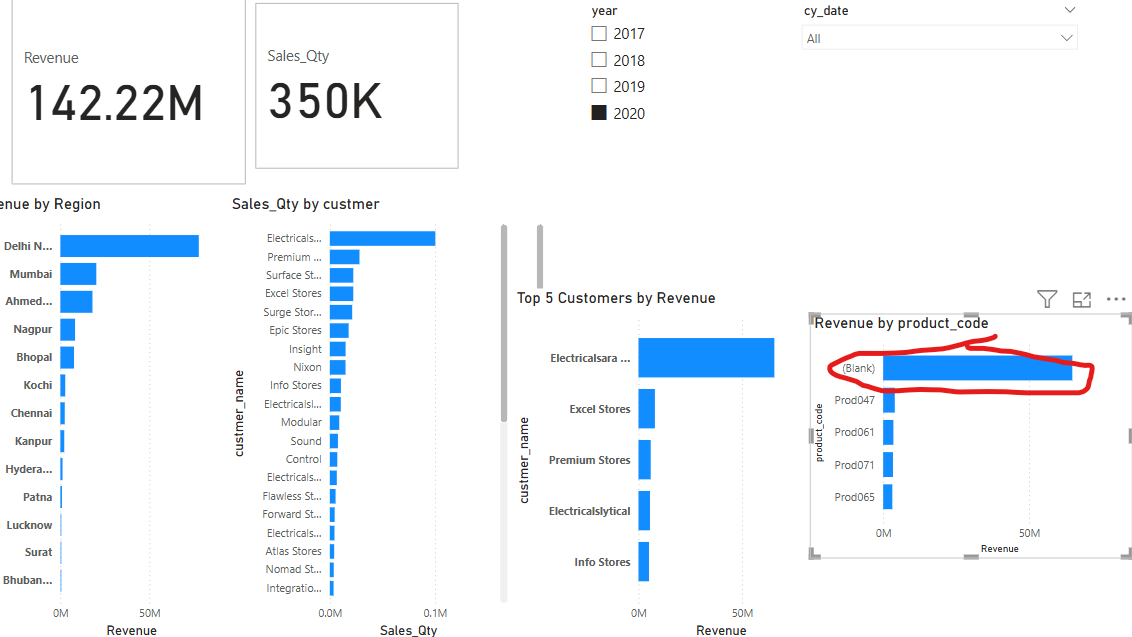 Revenue
142.22M
Sales_Qty
350K
year
2017
2018
2019
2020
cy_date
All
enue by Region
Delhi N...
Mumbai
Ahmed...
Nagpur
Bhopal
Kochi
Chennai
Kanpur
Hydera...
Patna
Lucknow
Surat
Bhuban...
0M 50M
Revenue
Sales_Qty by custmer
custmer_name
Electricals...
Premium ...
Surface St...
Excel Stores
Surge Stor...
Epic Stores
Insight
Nixon
Info Stores
Electricalsl...
Modular
Sound
Control
Electricals...
Flawless St...
Forward St...
Electricals...
Atlas Stores
Nomad St...
Integratio...
0.0M 0.1M
Sales_Qty
Top 5 Customers by Revenue
custmer_name
Electricalsara ...
Excel Stores
Premium Stores
Electricalslytical
Info Stores
0M 50M
Revenue
Revenue by product_code
product_code
(Blank)
Prod047
Prod061
Prod071
Prod065
0M 50M
Revenue